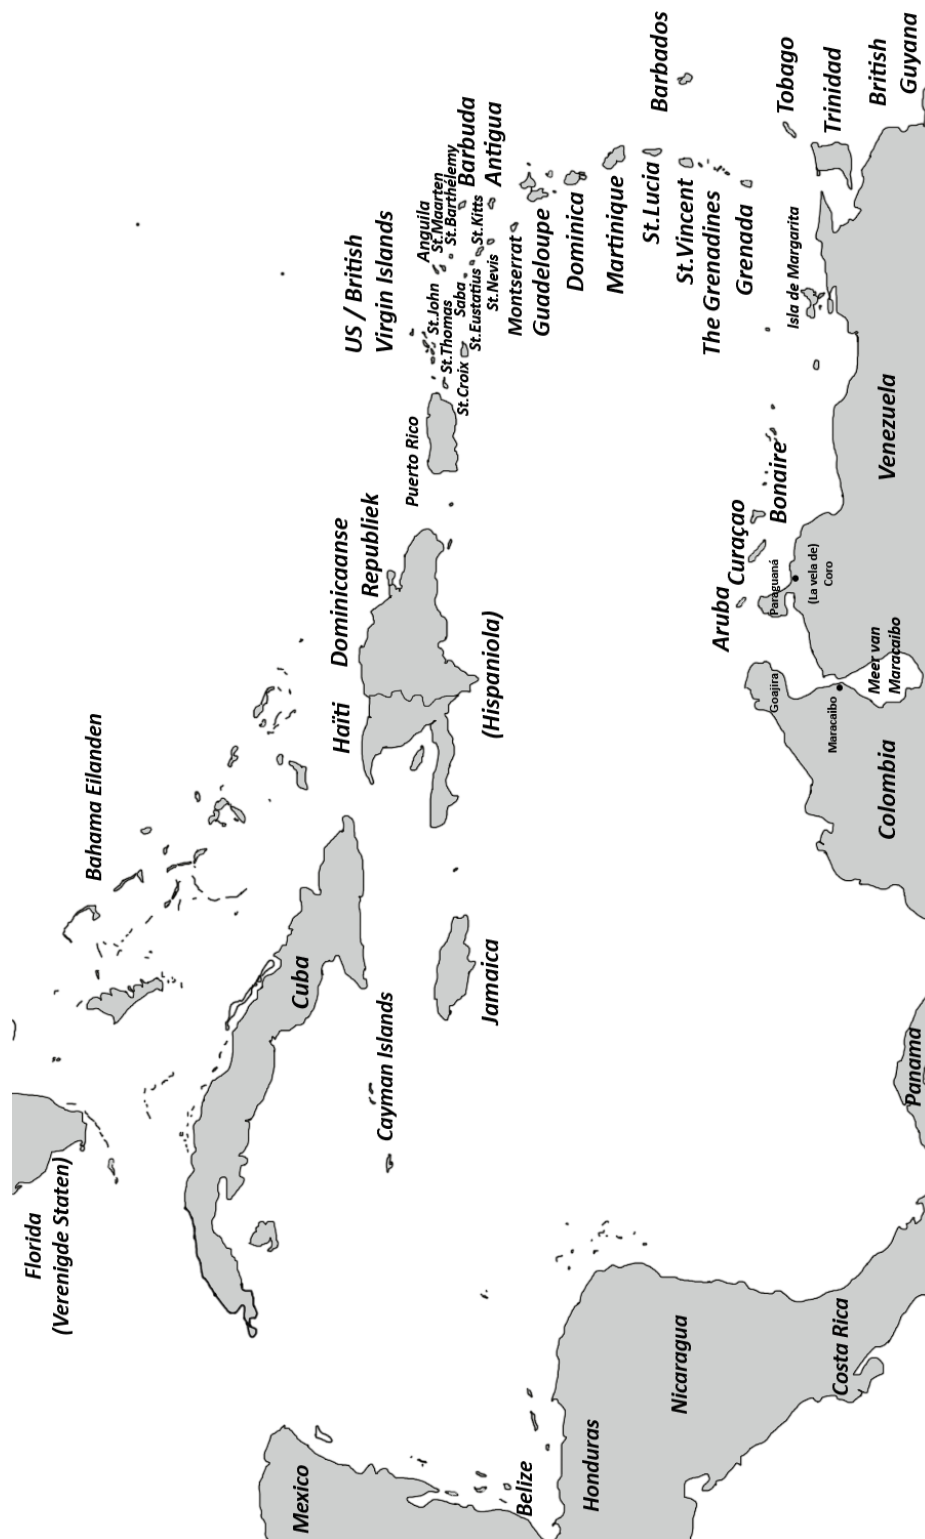 Florida
(Verenigde Staten)
Bahama Eilanden
Mexico
Cuba
Cayman Islands
Jamaica
Haïti
Dominicaanse
Republiek
(Hispaniola)
Puerto Rico
US / British
Virgin Islands
St.Thomas
St.John
St.Croix
Anguila
St.Maarten
St.Barthélemy
Saba
St.Eustatius
St.Kitts
St.Nevis
Barbuda
Antigua
Montserrat
Guadeloupe
Dominica
Martinique
St.Lucia
Barbados
St.Vincent
The Grenadines
Grenada
Tobago
Trinidad
British
Guyana
Belize
Honduras
Nicaragua
Costa Rica
Panama
Colombia
Goajira
Maracaibo
Meer van
Maracaibo
Aruba
Curaçao
Bonaire
Paraguaná
(La vela de)
Coro
Isla de Margarita
Venezuela